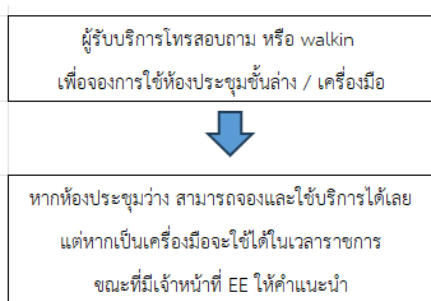 ผู้รับบริการโทรสอบถาม หรือ walkin
เพื่อจองการใช้ห้องประชุมชั้นล่าง / เครื่องมือ
หากห้องประชุมว่าง สามารถจองและใช้บริการได้เลย
แต่หากเป็นเครื่องมือจะใช้ได้ในเวลาราชการ
ขณะที่มีเจ้าหน้าที่ EE ให้คำแนะนำ